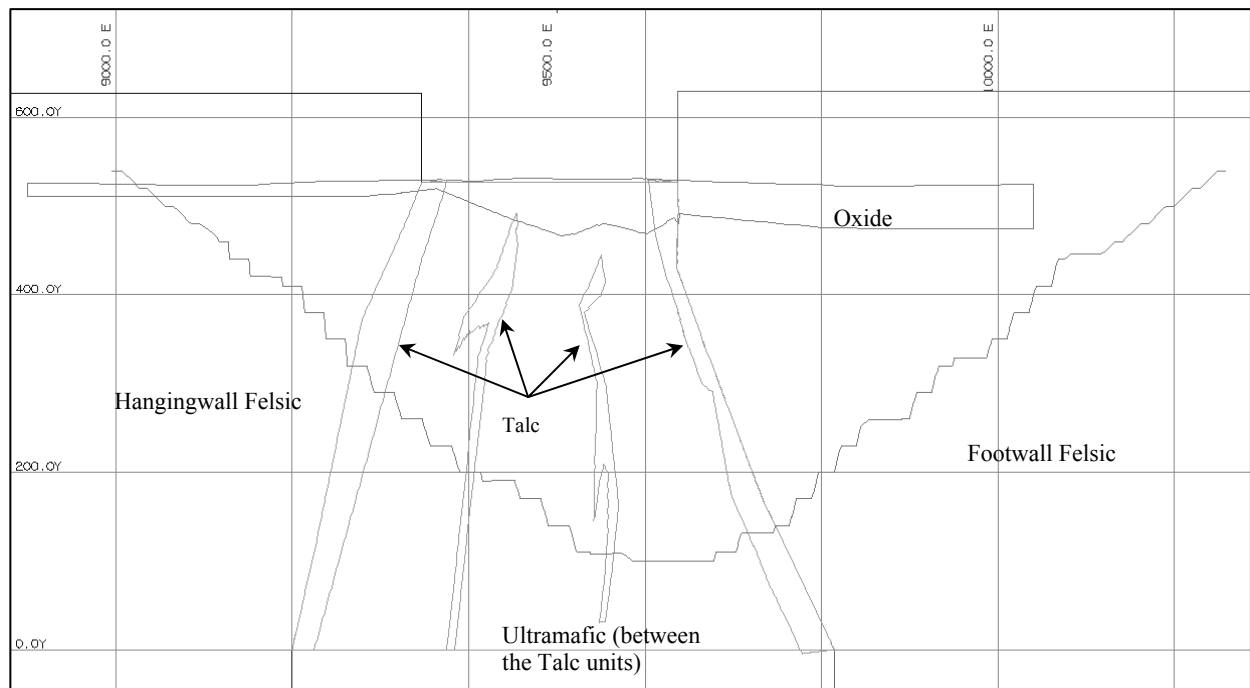 9000.0 E
9500.0 E
10000.0 E
600.0Y
Oxide
400.0Y
Hangingwall Felsic
Talc
Footwall Felsic
200.0Y
Ultramafic (between
the Talc units)
0.0Y